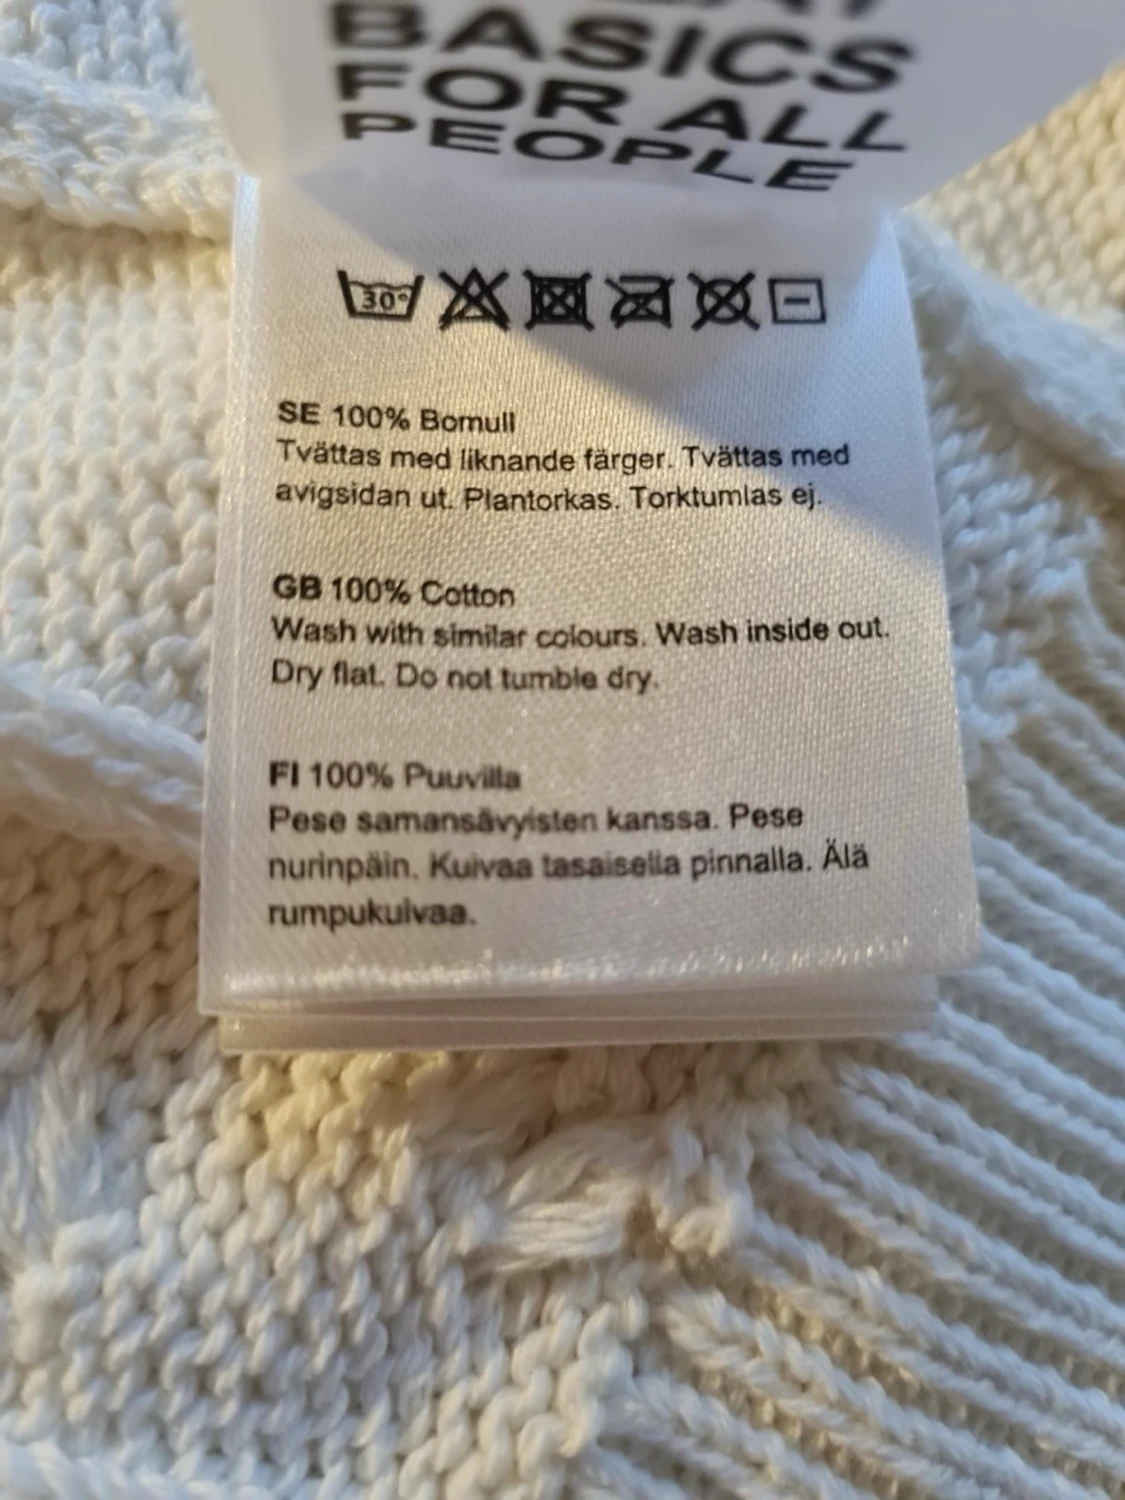 BASICS
FOR ALL
PEOPLE
30°
SE 100% Bomull
Tvättas med liknande färger. Tvättas med
avigsidan ut. Plantorkas. Torktumlas ej.
GB 100% Cotton
Wash with similar colours. Wash inside out.
Dry flat. Do not tumble dry.
FI 100% Puuvilla
Pese samansävyisten kanssa. Pese
nurinpäin. Kuivaa tasaisella pinnalla. Älä
rumpukuivaa.